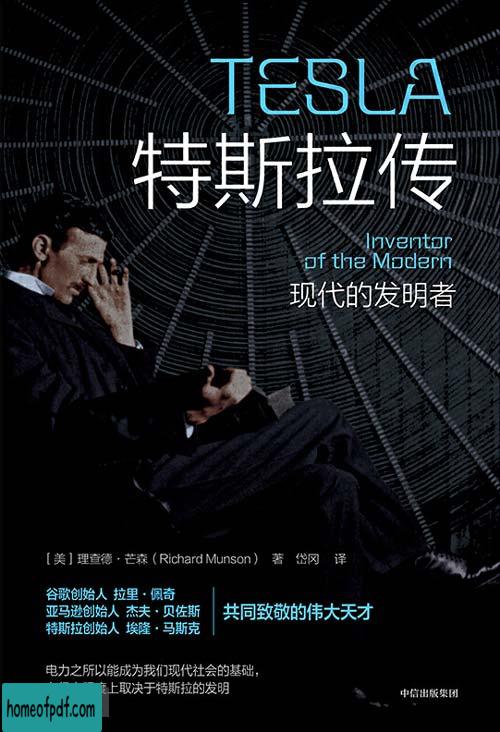 TESLA
特斯拉传
Inventor
of the Modern
现代的发明者
[美] 理查德·芒森（Richard Munson） 著 岱冈 译
谷歌创始人 拉里·佩奇
亚马逊创始人 杰夫·贝佐斯
特斯拉创始人 埃隆·马斯克
共同致敬的伟大天才
电力之所以能成为我们现代社会的基础，
上取决于特斯拉的发明
中信出版集团
homeofpdf.com